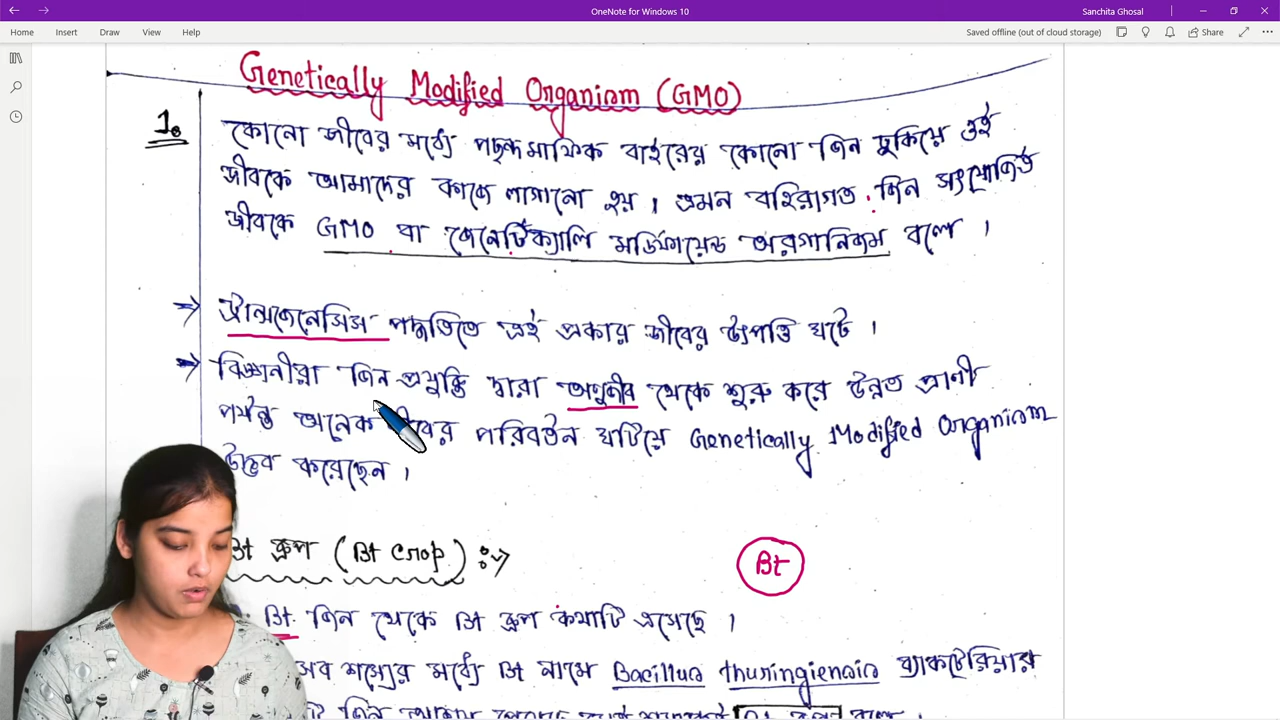 OneNote for Windows 10
Sanchita Ghosal
Home Insert Draw View Help
Saved offline (out of cloud storage) Share
Genetically Modified Organism (GMO)
1. কোনো জীবের মধ্যে পছন্দমাফিক বাইরের কোনো জিন ঢুকিয়ে ওই
জীবকে আমাদের কাজে লাগানো হয়। এমন বহিরাগত জিন সংযোজিত
জীবকে GMO বা জেনেটিক্যালি মডিফায়েড অরগানিজম বলে।
⇒ ট্রান্সজেনেসিস পদ্ধতিতে এই প্রকার জীবের উৎপত্তি ঘটে।
⇒ বিজ্ঞানীরা জিন প্রযুক্তি দ্বারা অণুজীব থেকে শুরু করে উন্নত প্রাণী
পর্যন্ত অনেক পরিবর্তন ঘটিয়ে Genetically Modified Organism
উদ্ভব করেছেন।
Bt ক্রপ (Bt Crop) :-
Bt
Bt জিন থেকে Bt ক্রপ কথাটি এসেছে।
সব শস্যের মধ্যে Bt নামে Bacillus thuringiensis ব্যাকটেরিয়ার